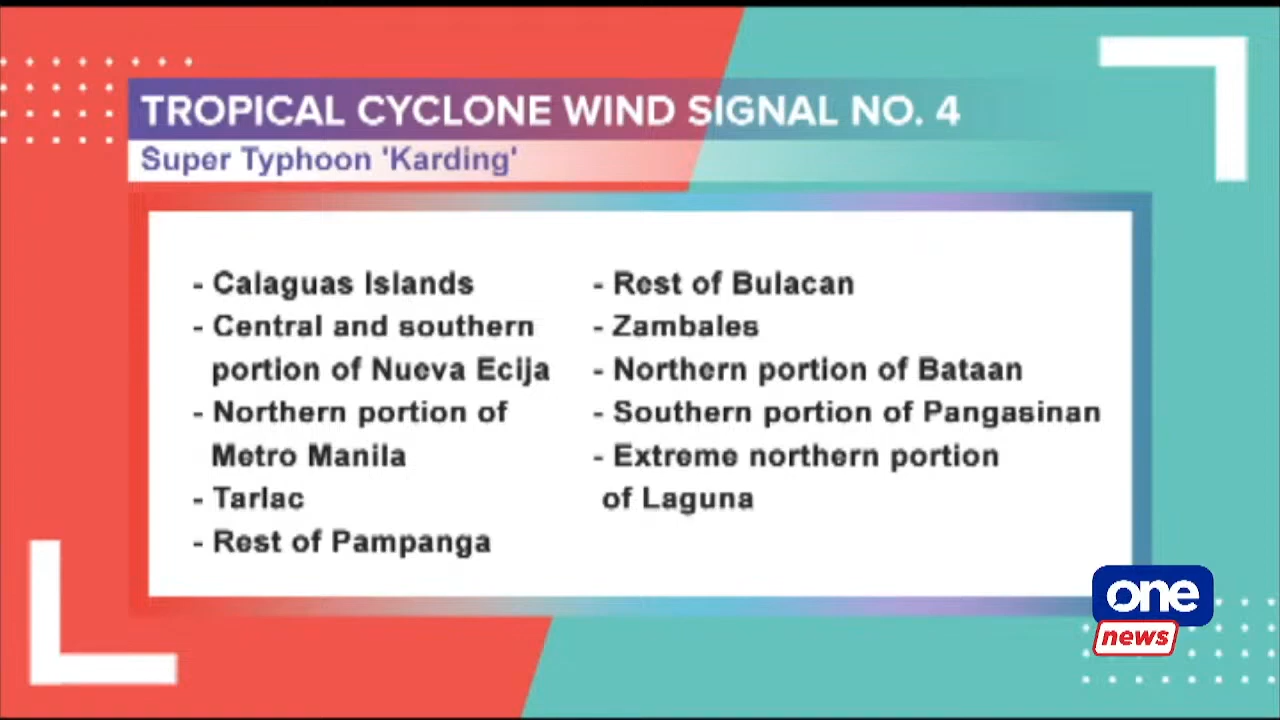 TROPICAL CYCLONE WIND SIGNAL NO. 4
Super Typhoon 'Karding'
- Calaguas Islands
- Central and southern
portion of Nueva Ecija
- Northern portion of
Metro Manila
- Tarlac
- Rest of Pampanga
- Rest of Bulacan
- Zambales
- Northern portion of Bataan
- Southern portion of Pangasinan
- Extreme northern portion
of Laguna
one
news